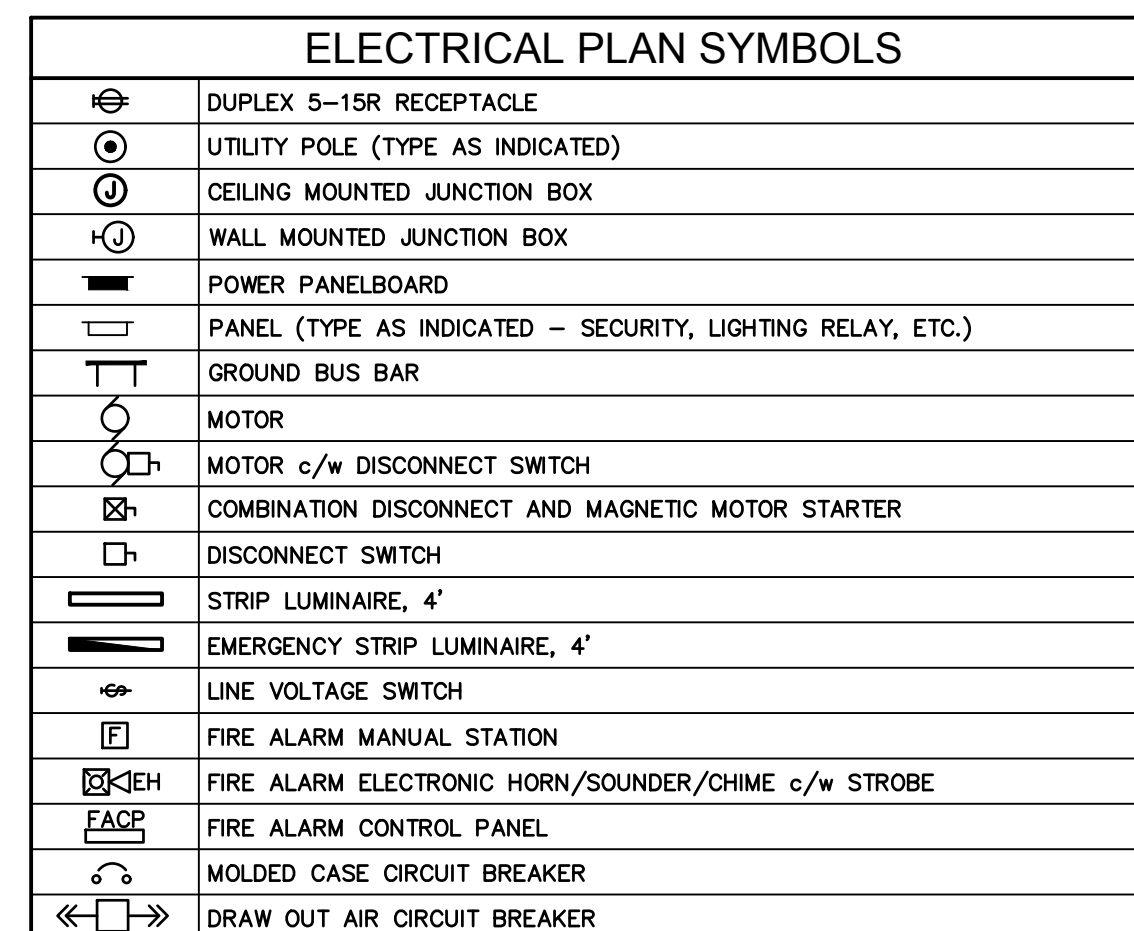 ELECTRICAL PLAN SYMBOLS
DUPLEX 5-15R RECEPTACLE
UTILITY POLE (TYPE AS INDICATED)
J CEILING MOUNTED JUNCTION BOX
J WALL MOUNTED JUNCTION BOX
POWER PANELBOARD
PANEL (TYPE AS INDICATED – SECURITY, LIGHTING RELAY, ETC.)
GROUND BUS BAR
MOTOR
MOTOR c/w DISCONNECT SWITCH
COMBINATION DISCONNECT AND MAGNETIC MOTOR STARTER
DISCONNECT SWITCH
STRIP LUMINAIRE, 4'
EMERGENCY STRIP LUMINAIRE, 4'
LINE VOLTAGE SWITCH
F FIRE ALARM MANUAL STATION
EH FIRE ALARM ELECTRONIC HORN/SOUNDER/CHIME c/w STROBE
FACP FIRE ALARM CONTROL PANEL
MOLDED CASE CIRCUIT BREAKER
DRAW OUT AIR CIRCUIT BREAKER